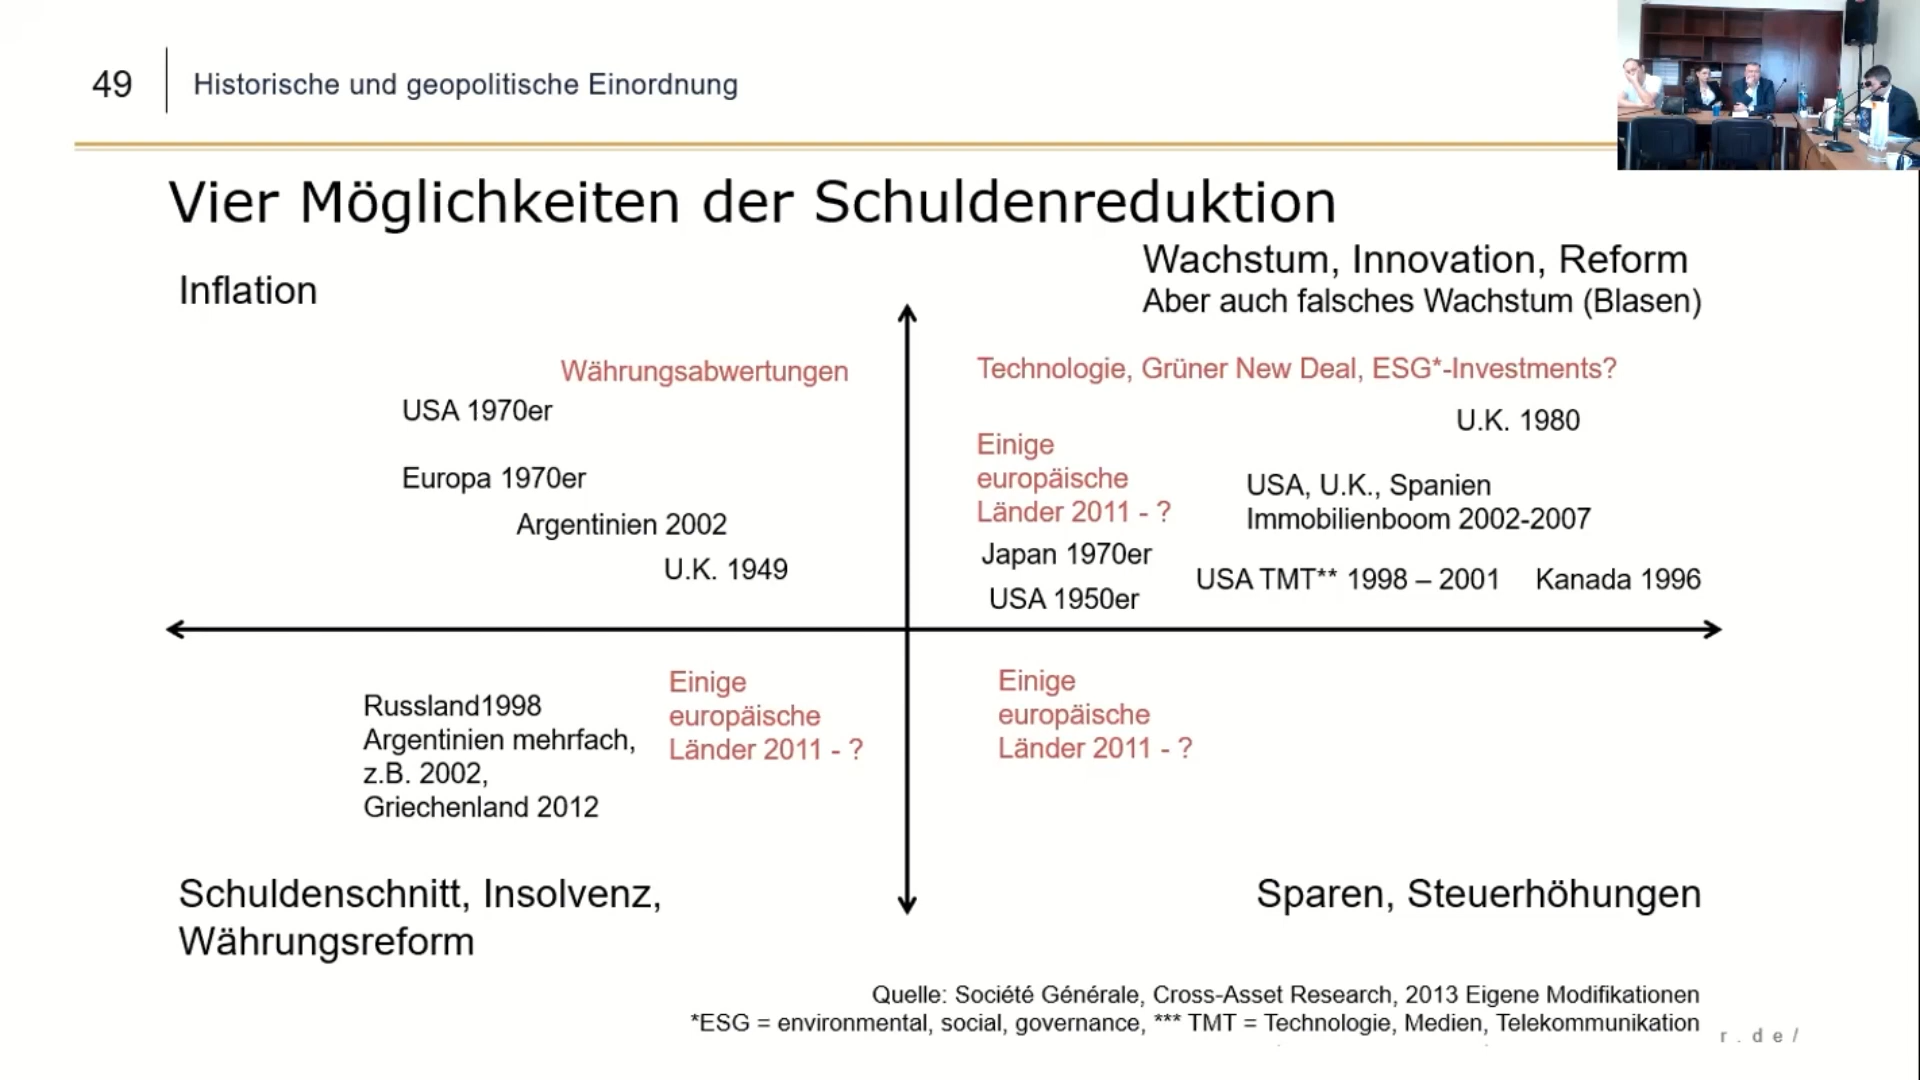 49
Historische und geopolitische Einordnung
Vier Möglichkeiten der Schuldenreduktion
Inflation
Wachstum, Innovation, Reform
Aber auch falsches Wachstum (Blasen)
Währungsabwertungen
USA 1970er
Europa 1970er
Argentinien 2002
U.K. 1949
Technologie, Grüner New Deal, ESG*-Investments?
U.K. 1980
Einige
europäische
Länder 2011 - ?
USA, U.K., Spanien
Immobilienboom 2002-2007
Japan 1970er
USA TMT** 1998 – 2001
Kanada 1996
USA 1950er
Russland1998
Argentinien mehrfach,
z.B. 2002,
Griechenland 2012
Einige
europäische
Länder 2011 - ?
Einige
europäische
Länder 2011 - ?
Schuldenschnitt, Insolvenz,
Währungsreform
Sparen, Steuerhöhungen
Quelle: Société Générale, Cross-Asset Research, 2013 Eigene Modifikationen
*ESG = environmental, social, governance, *** TMT = Technologie, Medien, Telekommunikation
r.de/